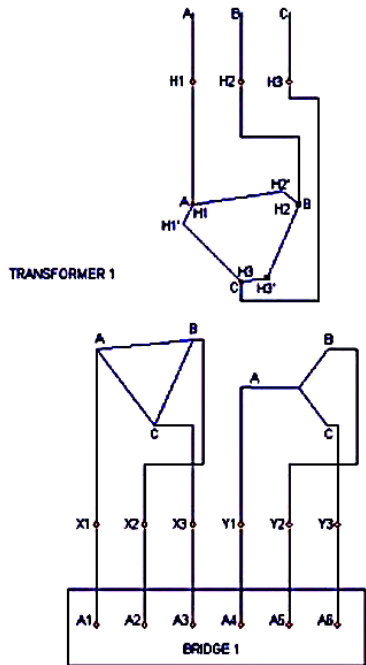 A B C
H1 H2 H3
H2'
A H1 H2 B
H1'
H3
C H3'
TRANSFORMER 1
A B B
A
C C
X1 X2 X3 Y1 Y2 Y3
A1 A2 A3 A4 A5 A6
BRIDGE 1